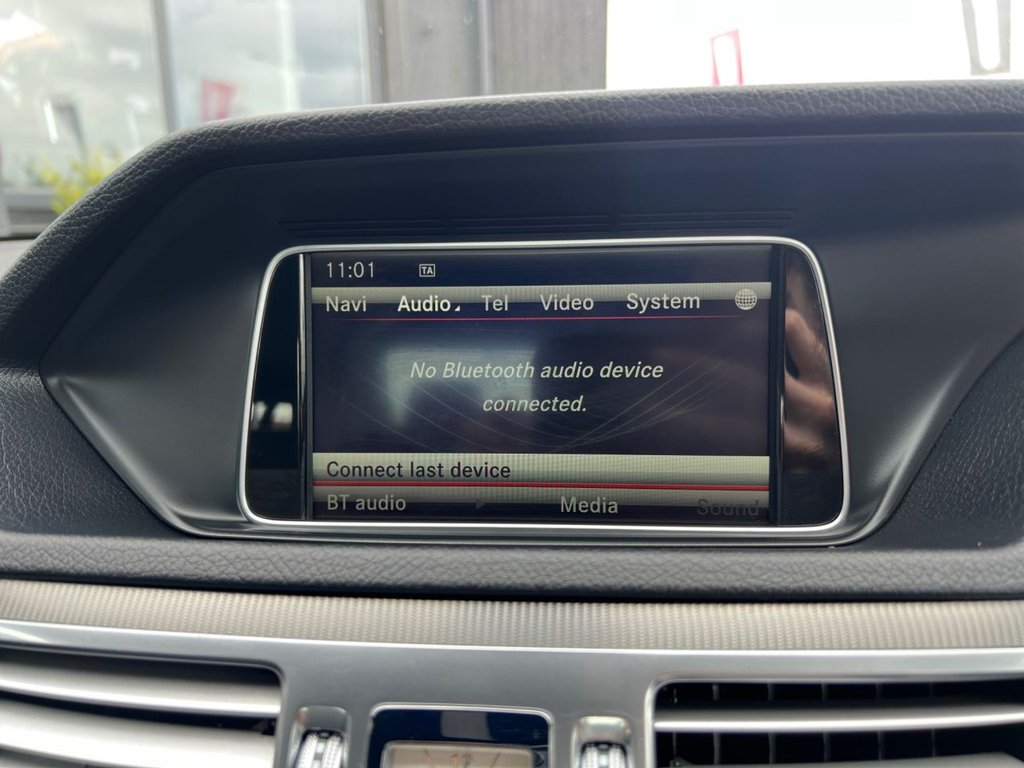 11:01 TA
Navi Audio Tel Video System
No Bluetooth audio device
connected.
Connect last device
BT audio Media Sound
12